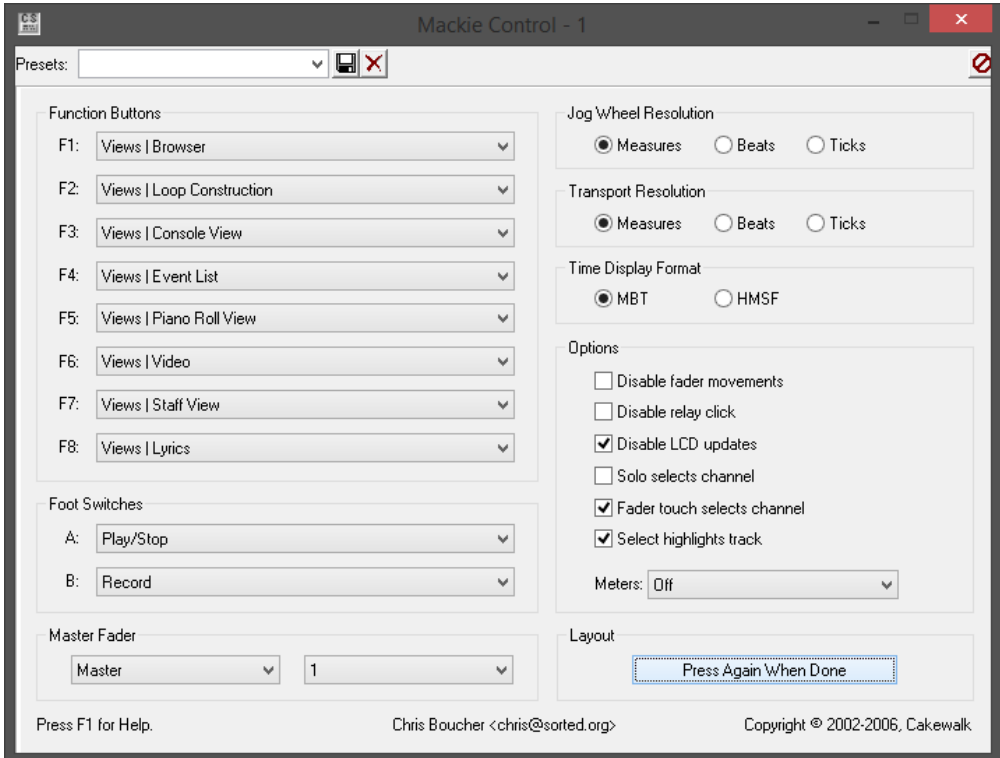 Mackie Control - 1
Presets:
Function Buttons
F1: Views | Browser
F2: Views | Loop Construction
F3: Views | Console View
F4: Views | Event List
F5: Views | Piano Roll View
F6: Views | Video
F7: Views | Staff View
F8: Views | Lyrics
Foot Switches
A: Play/Stop
B: Record
Master Fader
Master 1
Jog Wheel Resolution
Measures Beats Ticks
Transport Resolution
Measures Beats Ticks
Time Display Format
MBT HMSF
Options
Disable fader movements
Disable relay click
Disable LCD updates
Solo selects channel
Fader touch selects channel
Select highlights track
Meters: Off
Layout
Press Again When Done
Press F1 for Help. Chris Boucher <chris@sorted.org> Copyright © 2002-2006, Cakewalk